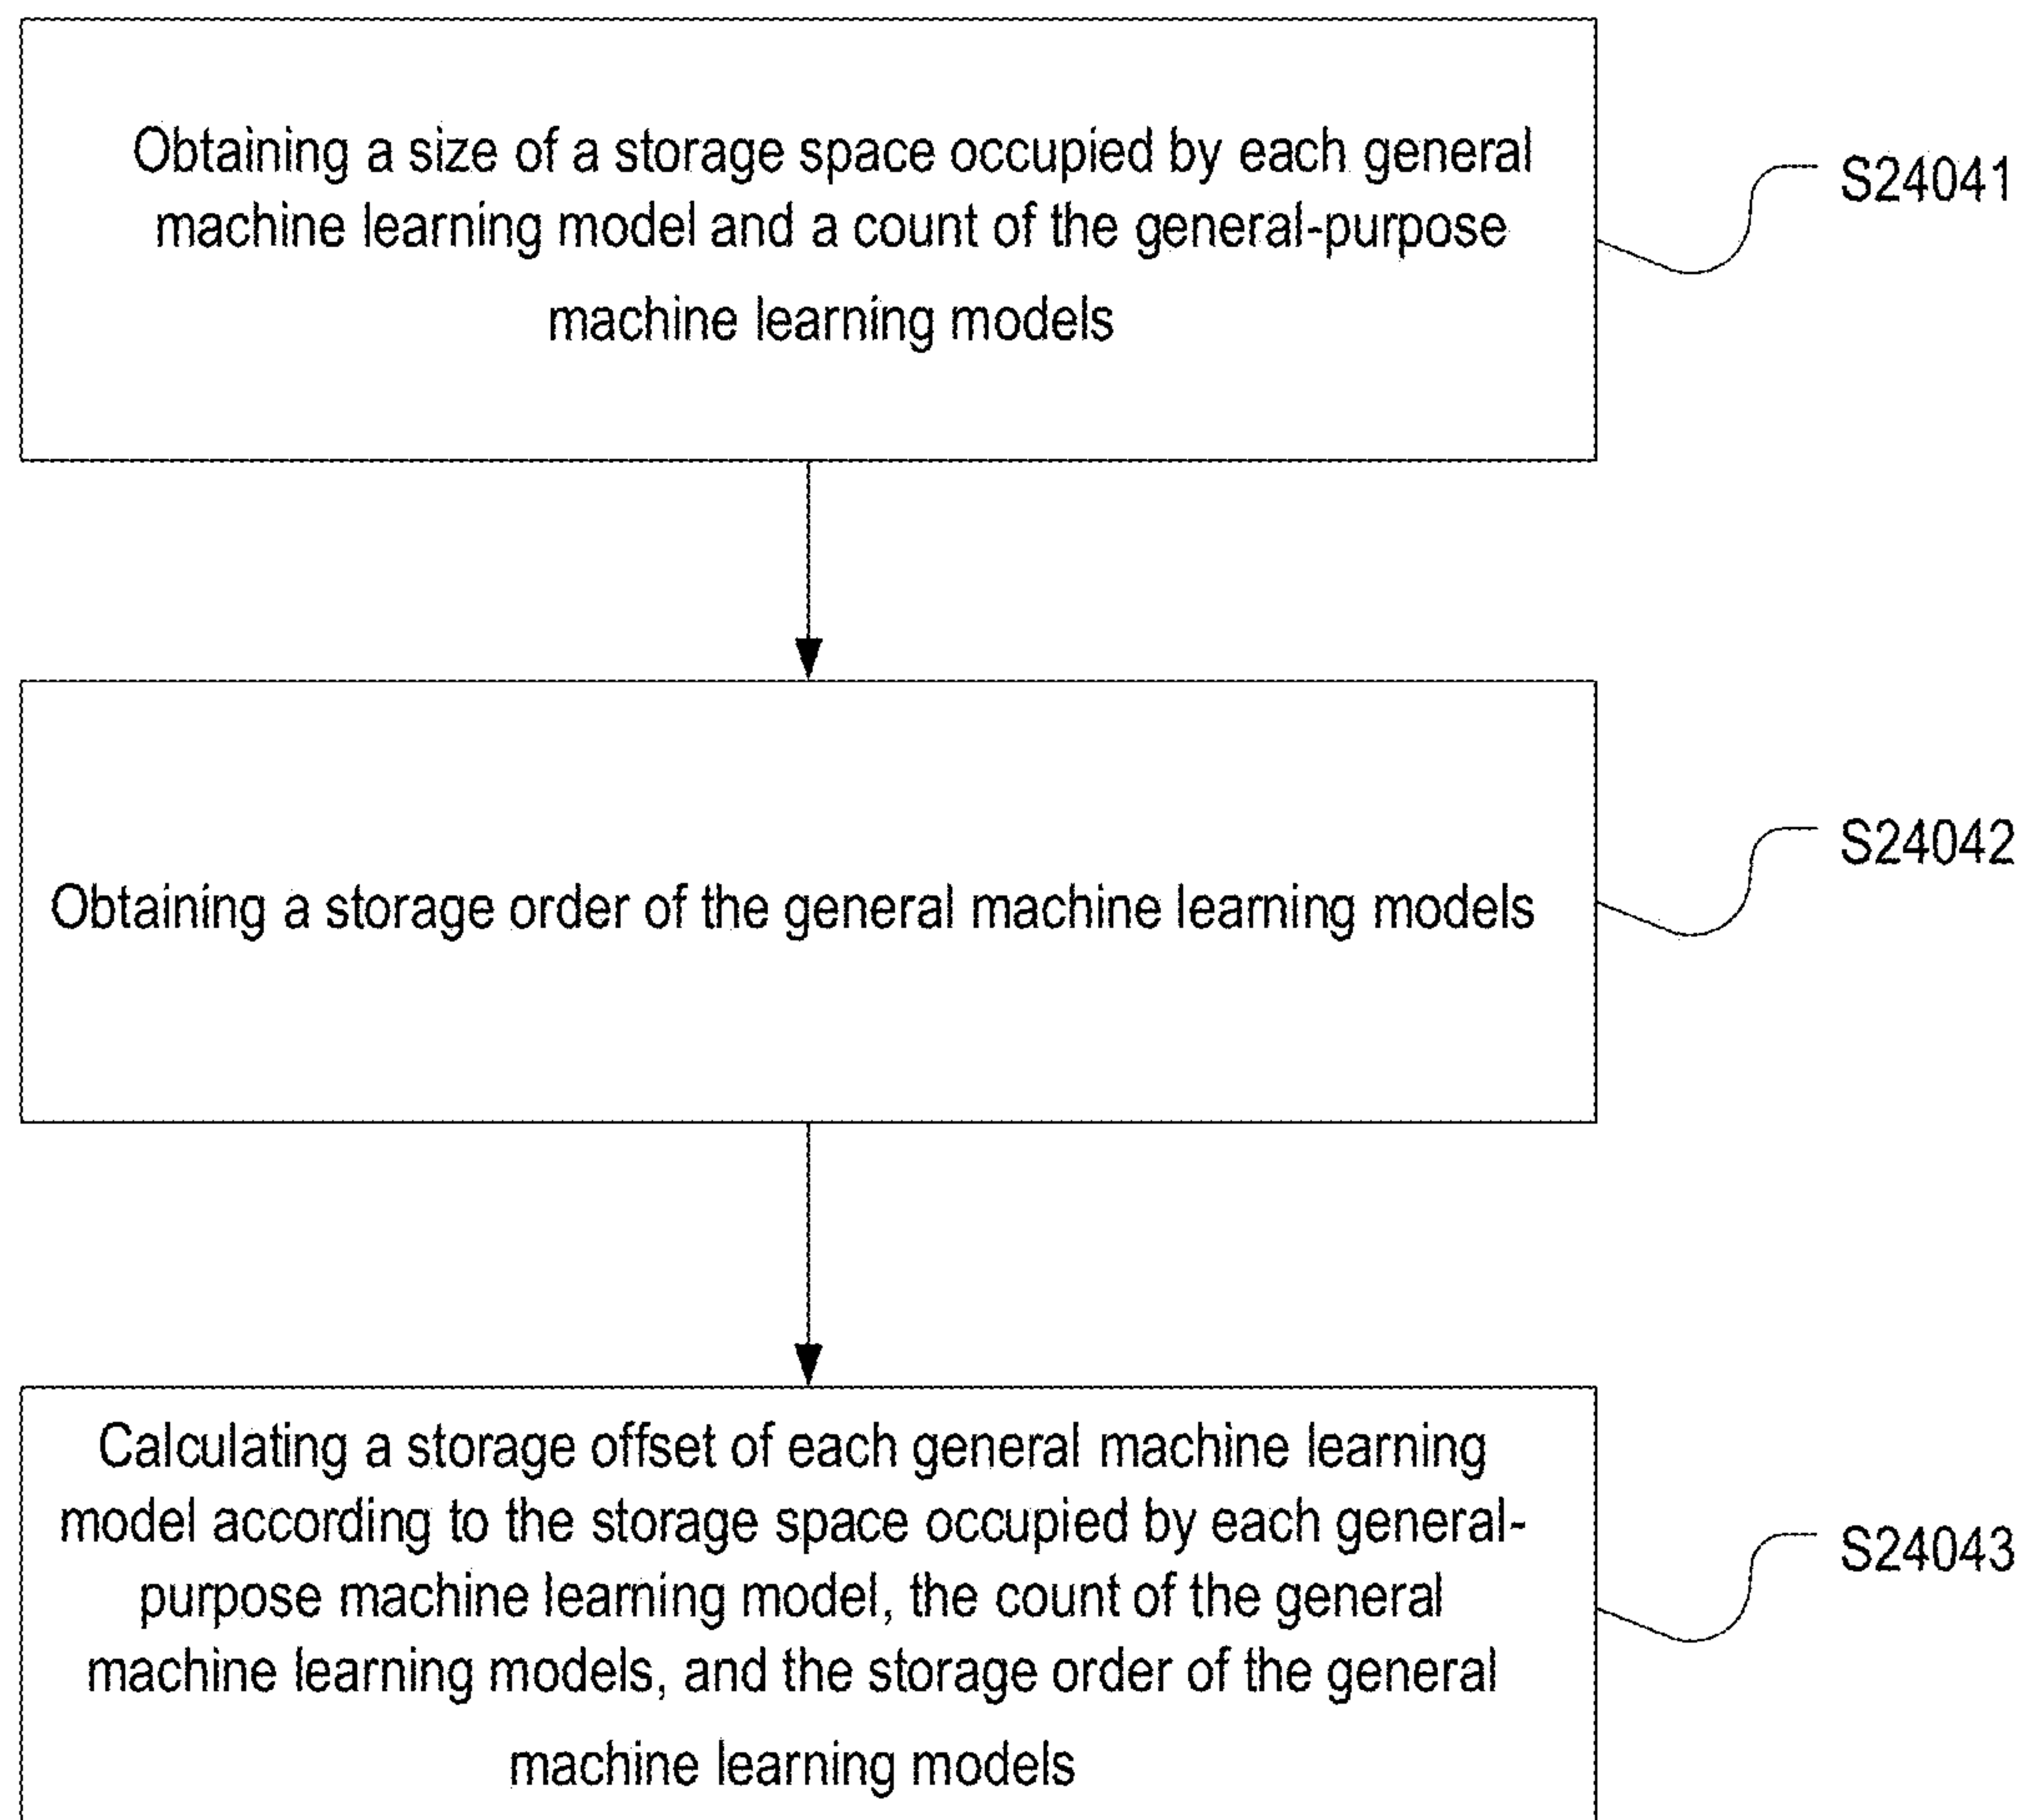 Obtaining a size of a storage space occupied by each general
machine learning model and a count of the general-purpose
machine learning models
S24041
Obtaining a storage order of the general machine learning models
S24042
Calculating a storage offset of each general machine learning
model according to the storage space occupied by each general-
purpose machine learning model, the count of the general
machine learning models, and the storage order of the general
machine learning models
S24043